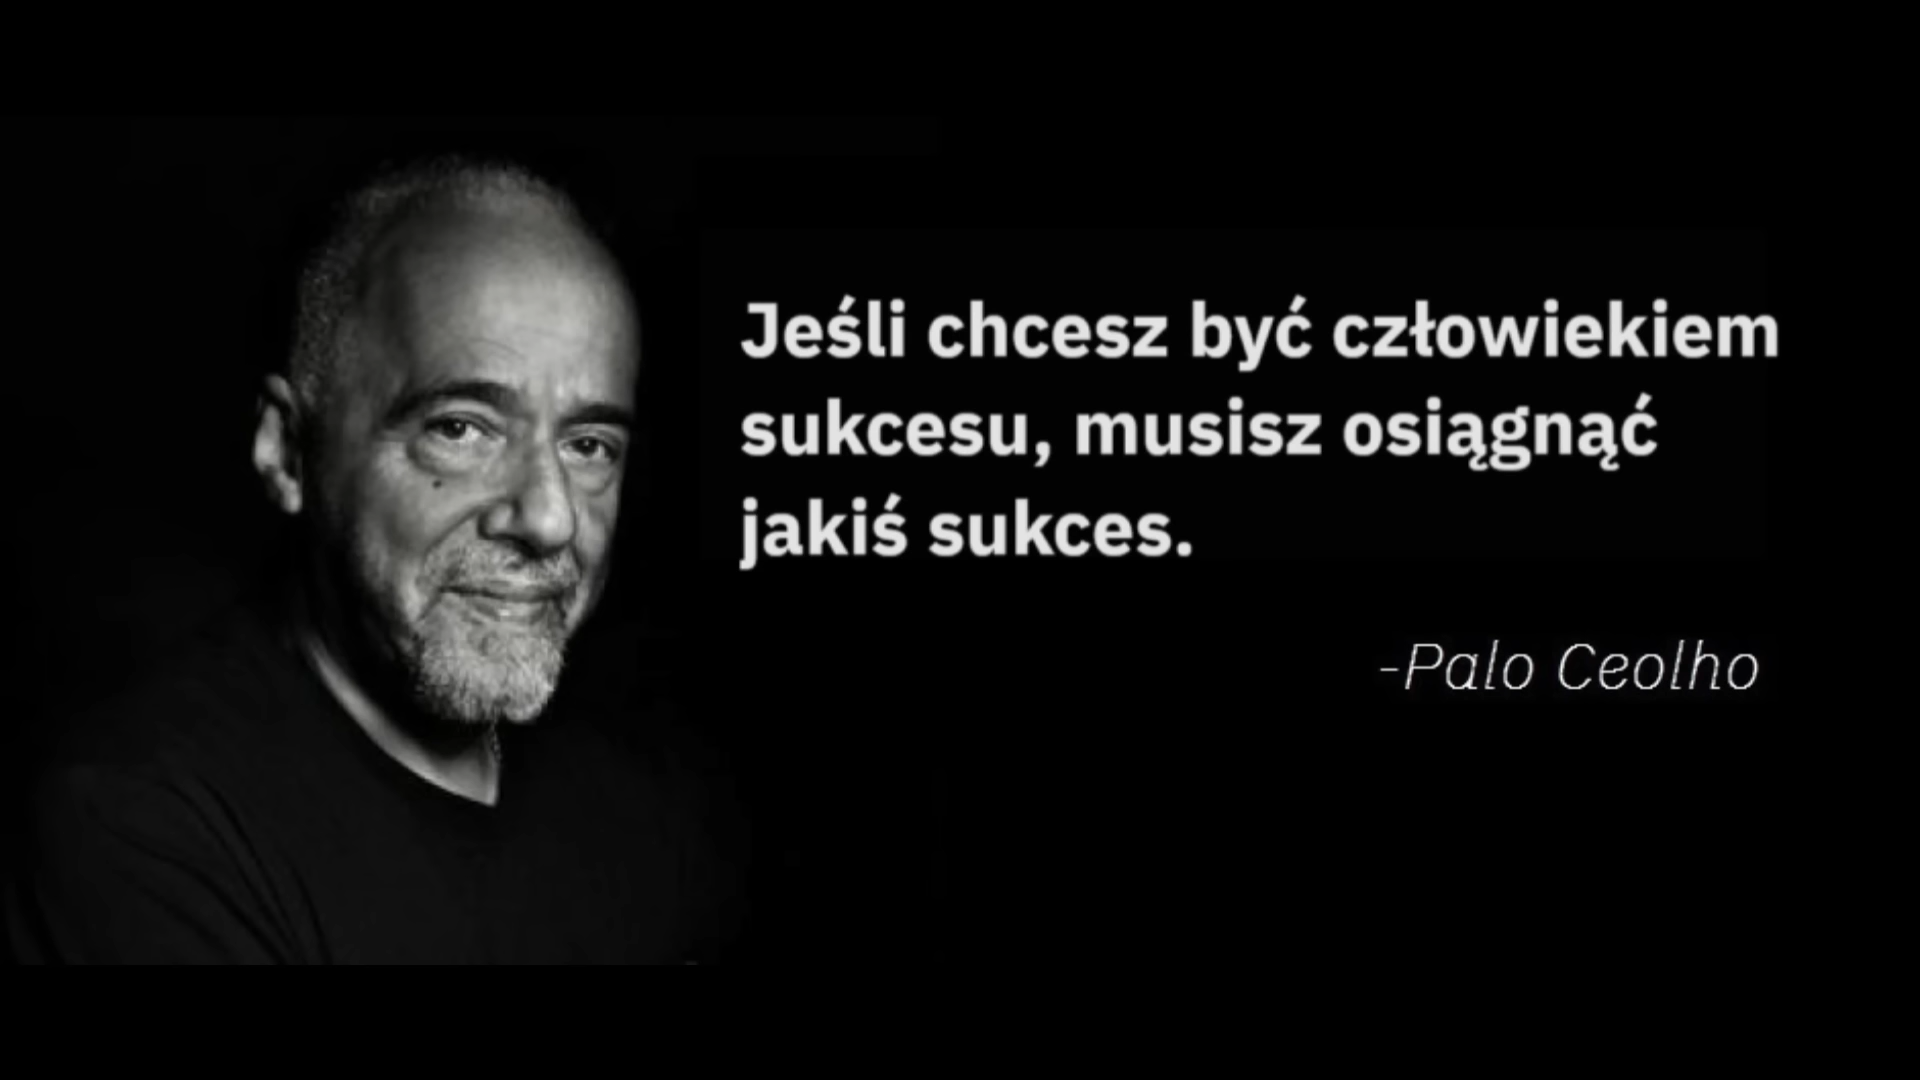 Jeśli chcesz być człowiekiem
sukcesu, musisz osiągnąć
jakiś sukces.
-Palo Ceolho